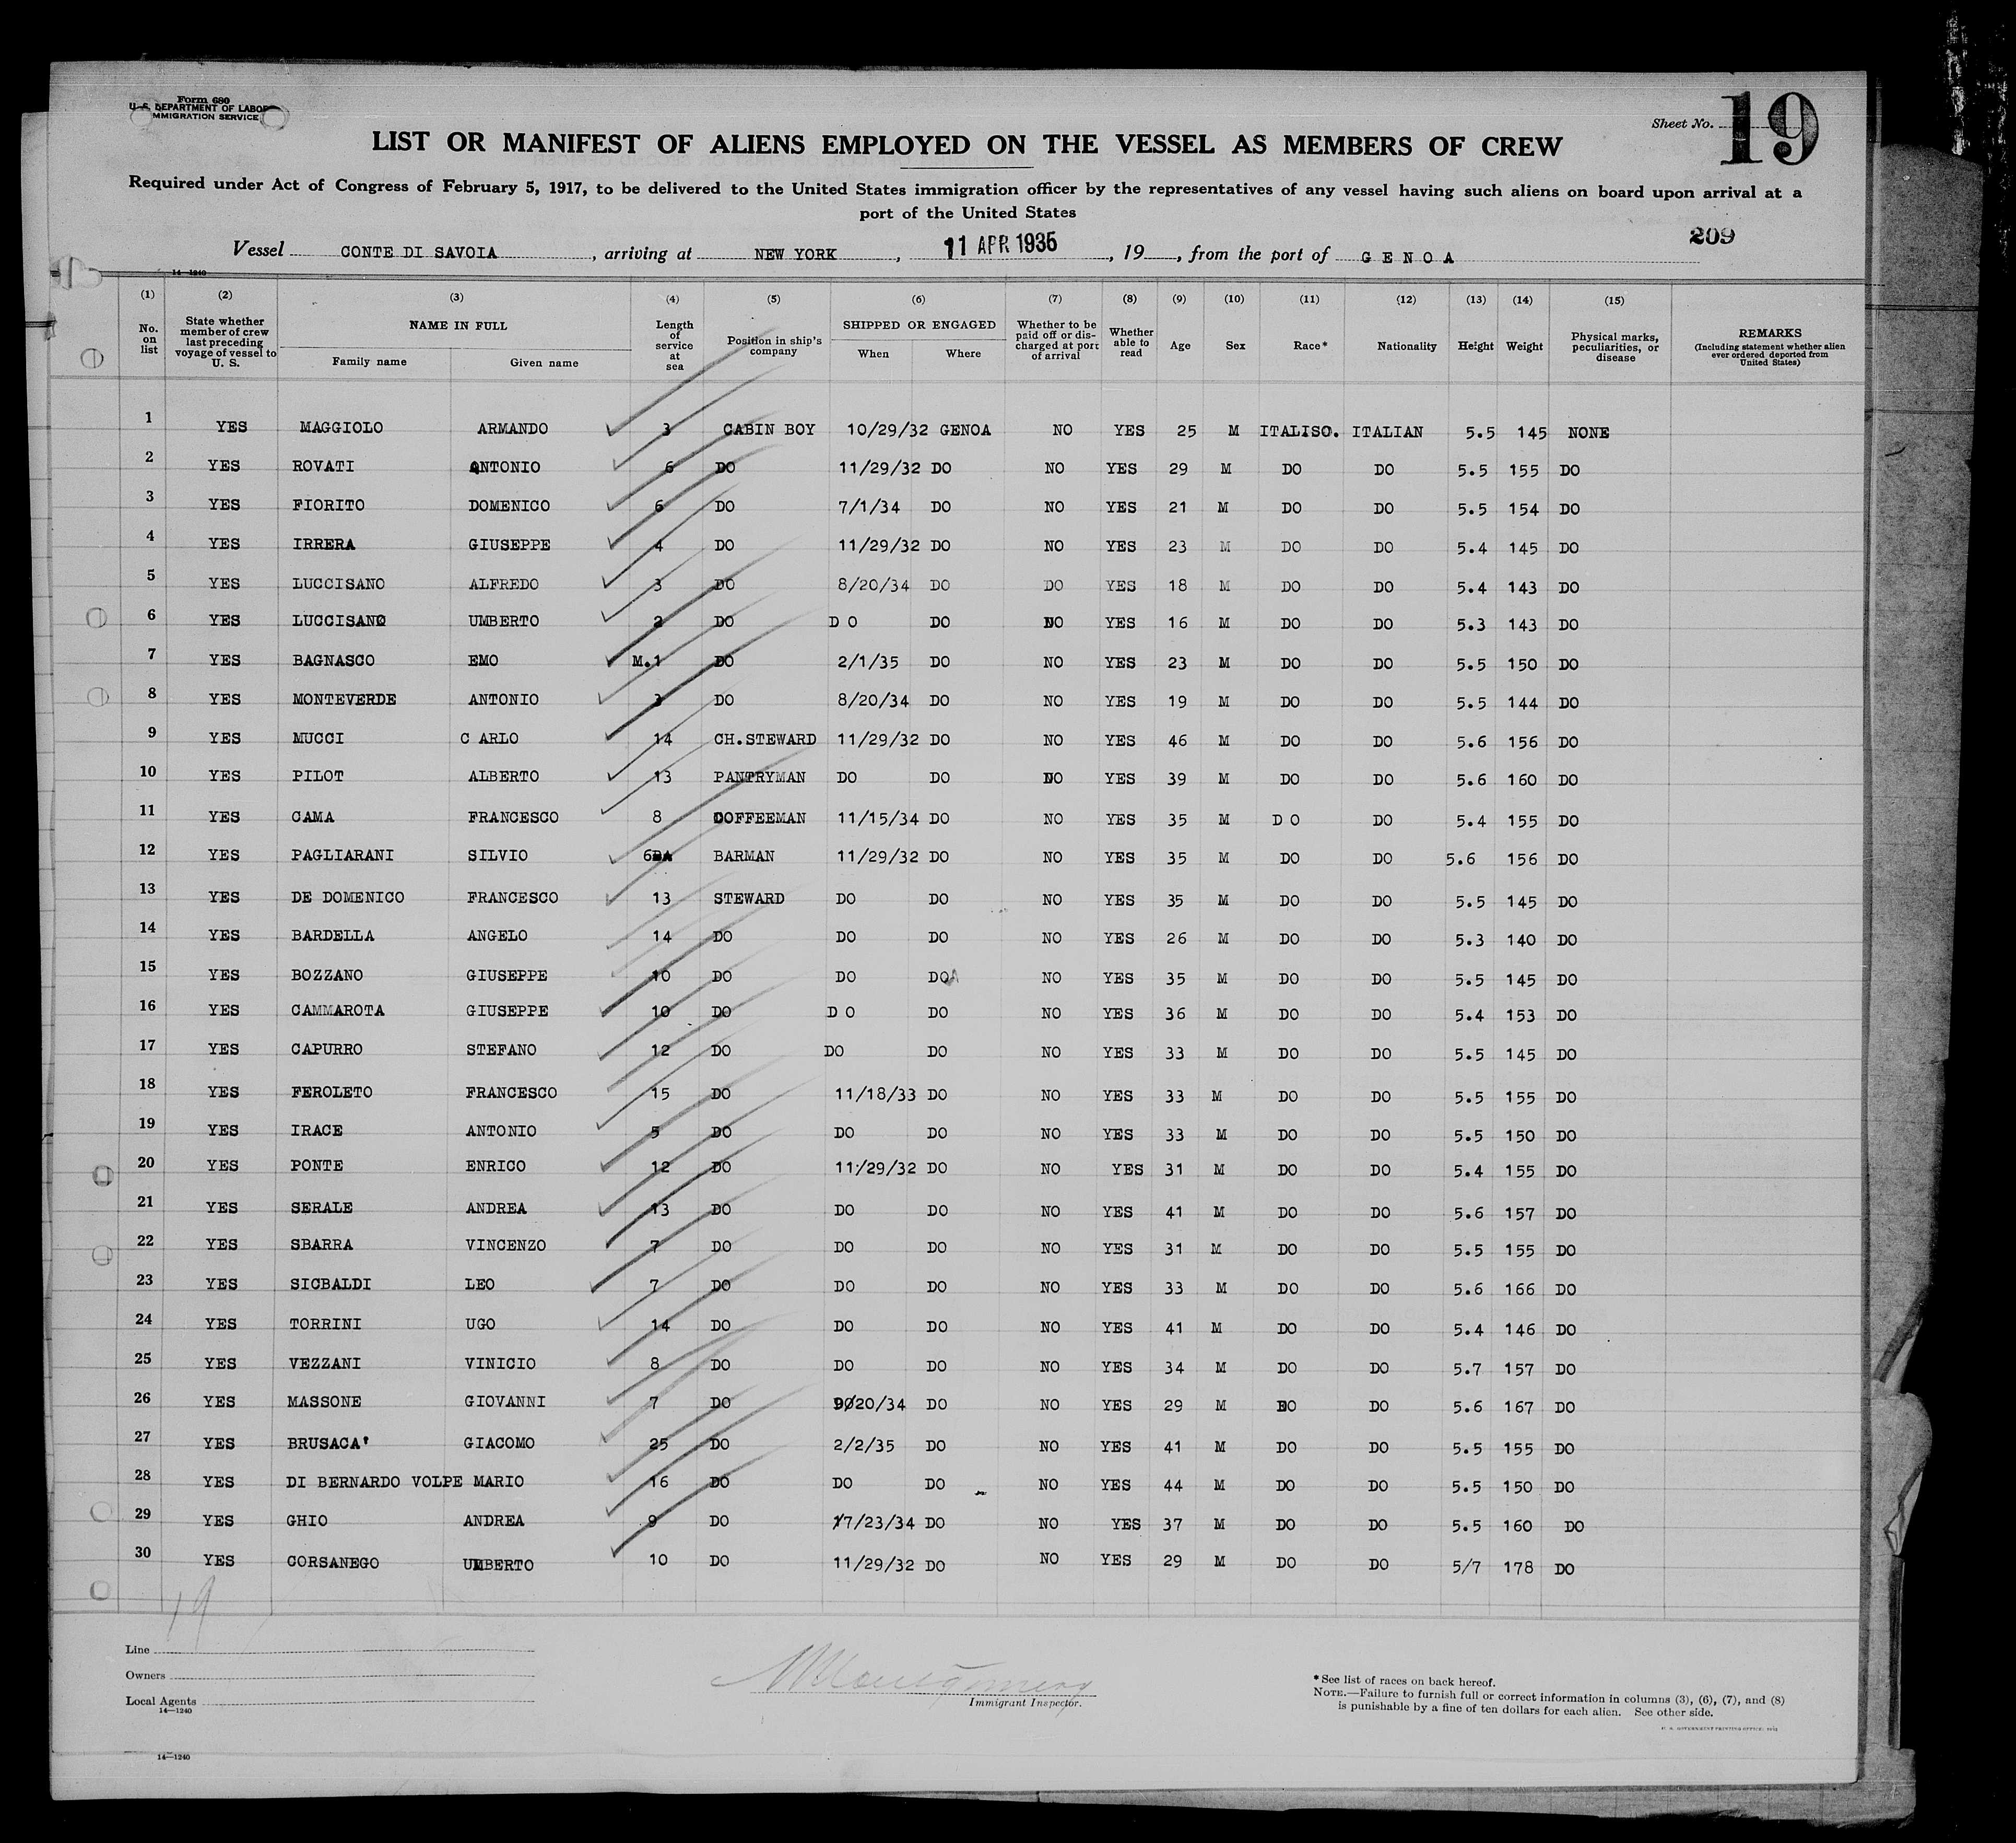 Form 680
U. S. DEPARTMENT OF LABOR
IMMIGRATION SERVICE
Sheet No. 19
LIST OR MANIFEST OF ALIENS EMPLOYED ON THE VESSEL AS MEMBERS OF CREW
Required under Act of Congress of February 5, 1917, to be delivered to the United States immigration officer by the representatives of any vessel having such aliens on board upon arrival at a
port of the United States
209
Vessel CONTE DI SAVOIA, arriving at NEW YORK, 11 APR 1935, 19, from the port of GENOA
14-1240
(1) (2) (3) (4) (5) (6) (7) (8) (9) (10) (11) (12) (13) (14) (15)
No. on list State whether member of crew last preceding voyage of vessel to U. S. NAME IN FULL Family name Given name Length of service at sea Position in ship's company SHIPPED OR ENGAGED When Where Whether to be paid off or discharged at port of arrival Whether able to read Age Sex Race* Nationality Height Weight Physical marks, peculiarities, or disease REMARKS (Including statement whether alien ever ordered deported from United States)
1 YES MAGGIOLO ARMANDO 3 CABIN BOY 10/29/32 GENOA NO YES 25 M ITALISO. ITALIAN 5.5 145 NONE
2 YES ROVATI ANTONIO 6 DO 11/29/32 DO NO YES 29 M DO DO 5.5 155 DO
3 YES FIORITO DOMENICO 6 DO 7/1/34 DO NO YES 21 M DO DO 5.5 154 DO
4 YES IRRERA GIUSEPPE 4 DO 11/29/32 DO NO YES 23 M DO DO 5.4 145 DO
5 YES LUCCISANO ALFREDO 3 DO 8/20/34 DO DO YES 18 M DO DO 5.4 143 DO
6 YES LUCCISANO UMBERTO 2 DO D O DO NO YES 16 M DO DO 5.3 143 DO
7 YES BAGNASCO EMO M.1 DO 2/1/35 DO NO YES 23 M DO DO 5.5 150 DO
8 YES MONTEVERDE ANTONIO 3 DO 8/20/34 DO NO YES 19 M DO DO 5.5 144 DO
9 YES MUCCI C ARLO 14 CH.STEWARD 11/29/32 DO NO YES 46 M DO DO 5.6 156 DO
10 YES PILOT ALBERTO 13 PANTRYMAN DO DO NO YES 39 M DO DO 5.6 160 DO
11 YES CAMA FRANCESCO 8 COFFEEMAN 11/15/34 DO NO YES 35 M D O DO 5.4 155 DO
12 YES PAGLIARANI SILVIO 6 BARMAN 11/29/32 DO NO YES 35 M DO DO 5.6 156 DO
13 YES DE DOMENICO FRANCESCO 13 STEWARD DO DO NO YES 35 M DO DO 5.5 145 DO
14 YES BARDELLA ANGELO 14 DO DO DO NO YES 26 M DO DO 5.3 140 DO
15 YES BOZZANO GIUSEPPE 10 DO DO DO NO YES 35 M DO DO 5.5 145 DO
16 YES CAMMAROTA GIUSEPPE 10 DO D O DO NO YES 36 M DO DO 5.4 153 DO
17 YES CAPURRO STEFANO 12 DO DO DO NO YES 33 M DO DO 5.5 145 DO
18 YES FEROLETO FRANCESCO 15 DO 11/18/33 DO NO YES 33 M DO DO 5.5 155 DO
19 YES IRACE ANTONIO 5 DO DO DO NO YES 33 M DO DO 5.5 150 DO
20 YES PONTE ENRICO 12 DO 11/29/32 DO NO YES 31 M DO DO 5.4 155 DO
21 YES SERALE ANDREA 13 DO DO DO NO YES 41 M DO DO 5.6 157 DO
22 YES SBARRA VINCENZO 7 DO DO DO NO YES 31 M DO DO 5.5 155 DO
23 YES SICBALDI LEO 7 DO DO DO NO YES 33 M DO DO 5.6 166 DO
24 YES TORRINI UGO 14 DO DO DO NO YES 41 M DO DO 5.4 146 DO
25 YES VEZZANI VINICIO 8 DO DO DO NO YES 34 M DO DO 5.7 157 DO
26 YES MASSONE GIOVANNI 7 DO 9/20/34 DO NO YES 29 M DO DO 5.6 167 DO
27 YES BRUSACA' GIACOMO 25 DO 2/2/35 DO NO YES 41 M DO DO 5.5 155 DO
28 YES DI BERNARDO VOLPE MARIO 16 DO DO DO NO YES 44 M DO DO 5.5 150 DO
29 YES GHIO ANDREA 9 DO 7/23/34 DO NO YES 37 M DO DO 5.5 160 DO
30 YES CORSANEGO UMBERTO 10 DO 11/29/32 DO NO YES 29 M DO DO 5/7 178 DO
19
Line
Owners
Local Agents
14-1240
Montgomery
Immigrant Inspector.
* See list of races on back hereof.
NOTE.—Failure to furnish full or correct information in columns (3), (6), (7), and (8)
is punishable by a fine of ten dollars for each alien. See other side.
14-1240